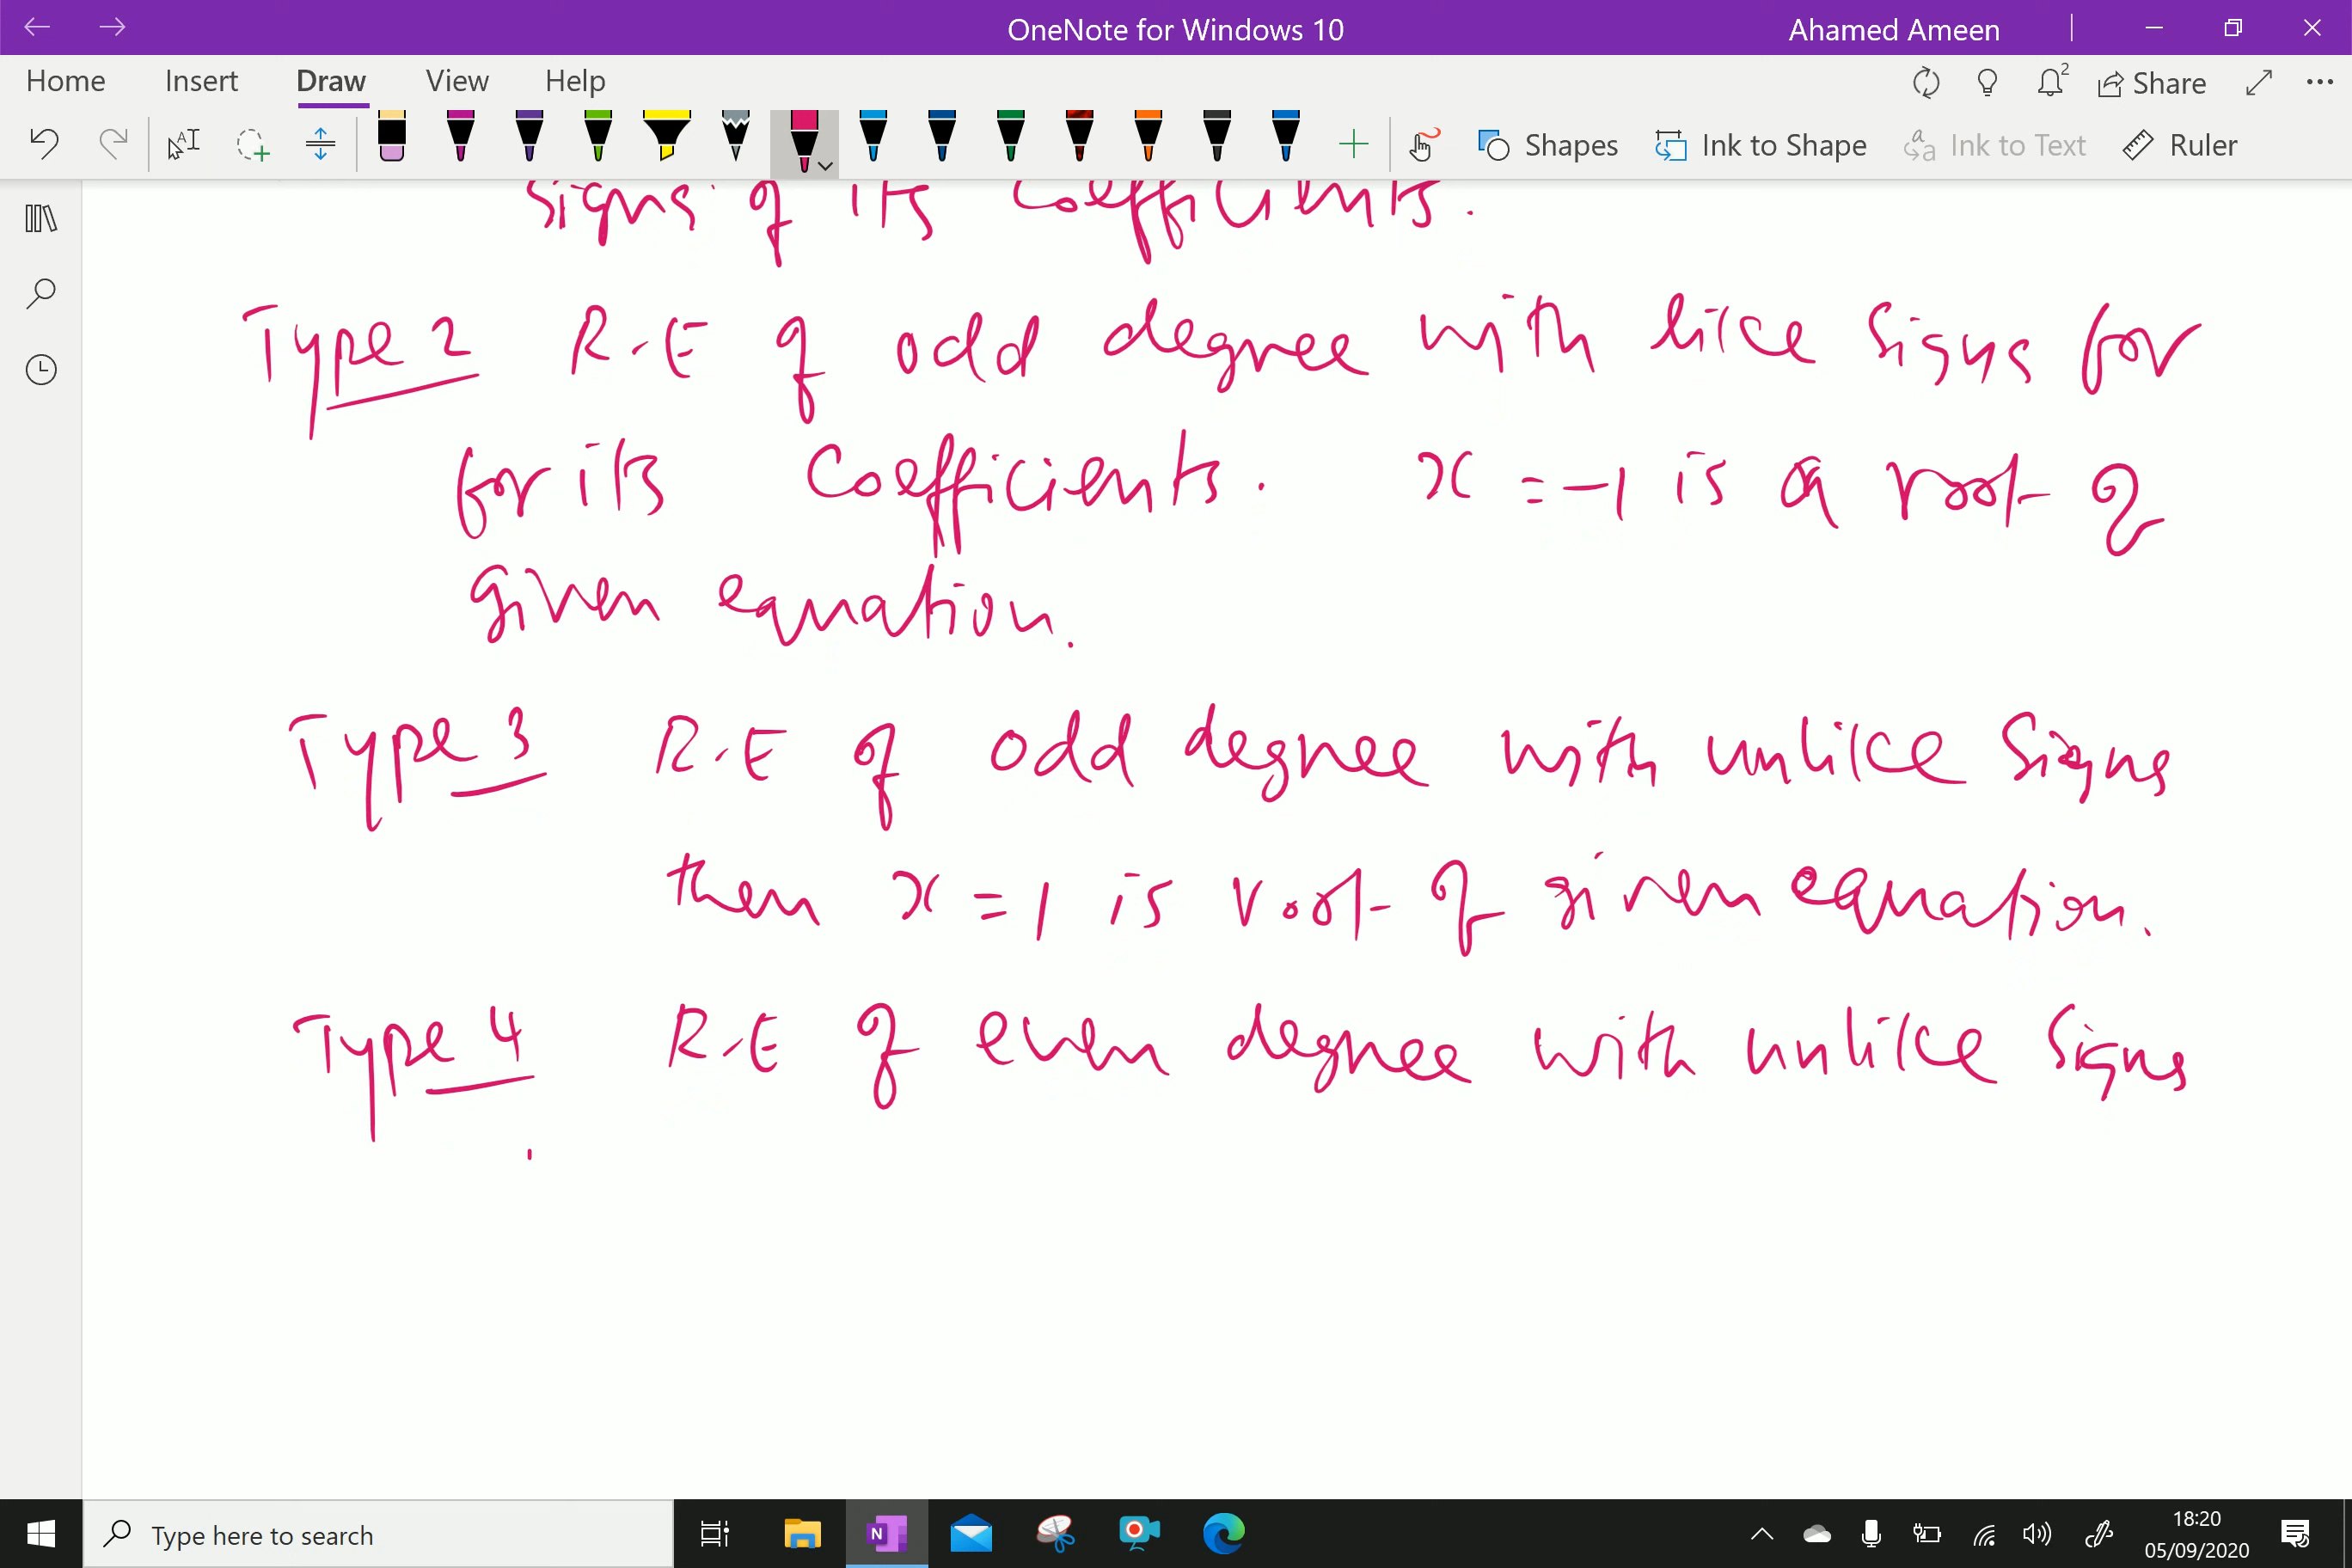 OneNote for Windows 10 Ahamed Ameen
Home Insert Draw View Help 2 Share
Shapes Ink to Shape Ink to Text Ruler
signs of its coefficients.
Type 2 R.E of odd degree with like signs for
for its coefficients. x = -1 is a root of
given equation.
Type 3 R.E of odd degree with unlike signs
then x = 1 is root of given equation.
Type 4 R.E of even degree with unlike signs
Type here to search 18:20
05/09/2020